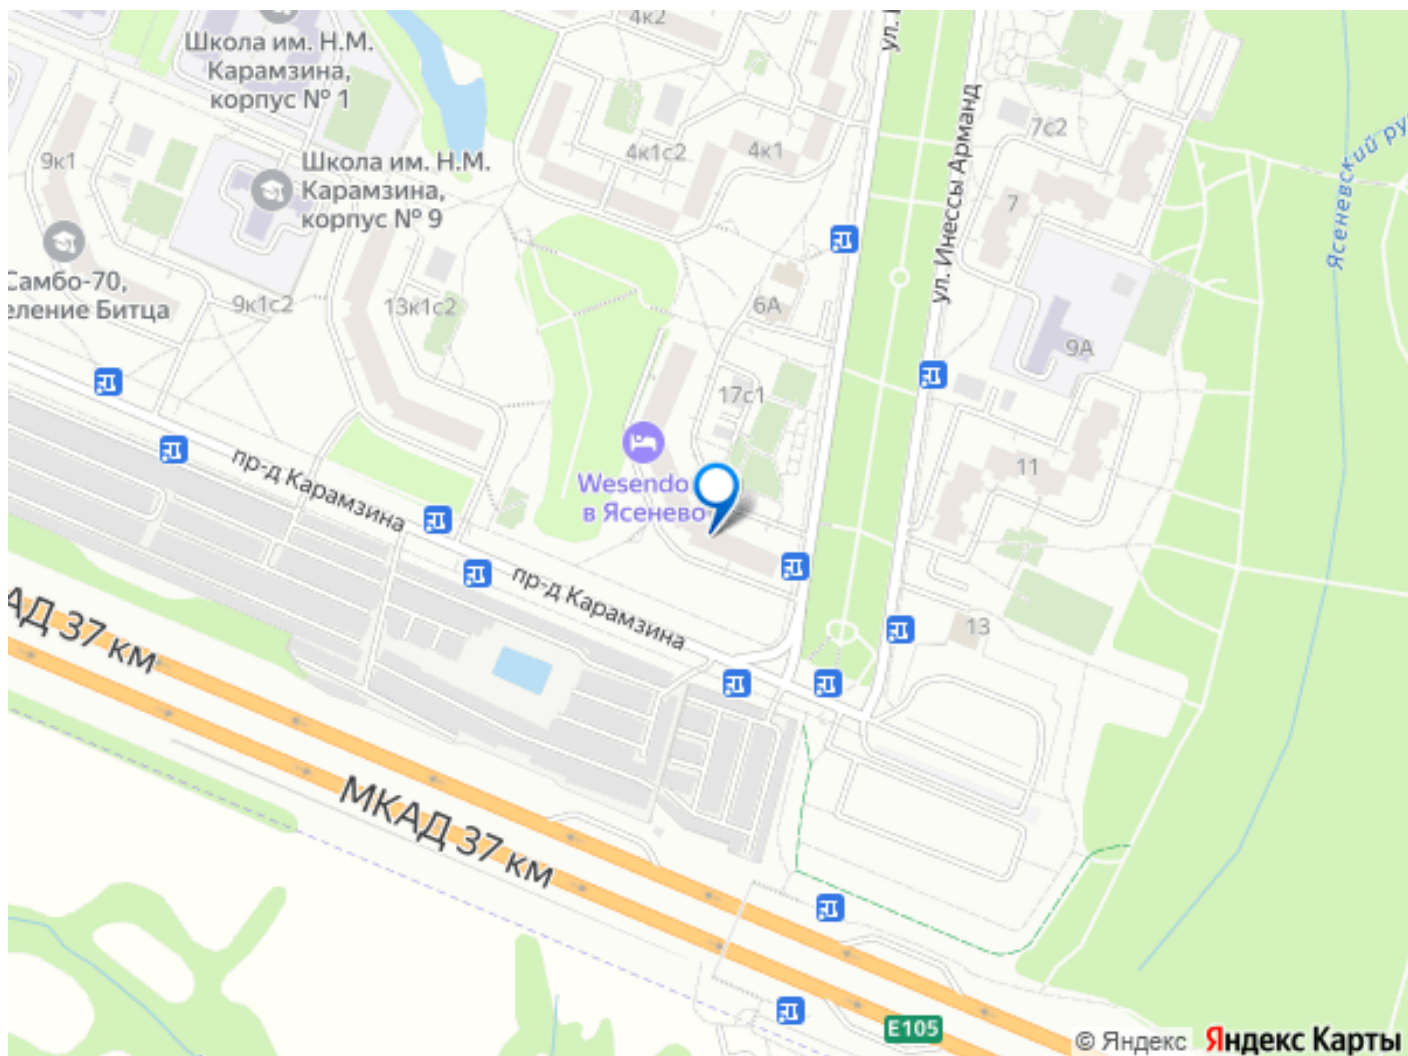 4к2
ул.
Школа им. Н.М.
Карамзина,
корпус № 1
ул. Инессы Арманд
7с2
Ясеневский ру
9к1
Школа им. Н.М.
Карамзина,
корпус № 9
4к1с2
4к1
7
Самбо-70,
еление Битца
9к1с2
13к1с2
6А
9А
17с1
пр-д Карамзина
Wesendo
в Ясенево
11
пр-д Карамзина
13
АД 37 км
МКАД 37 км
E105
© Яндекс
Яндекс Карты